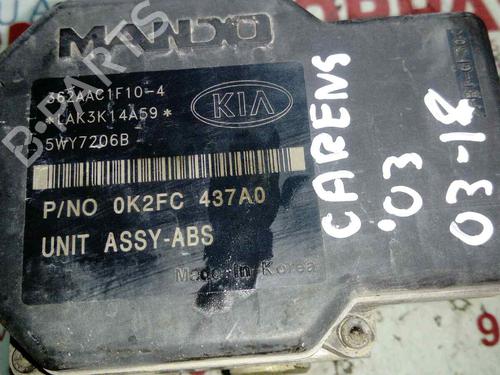 MANDO
362AAC1F10-4
*LAK3K14A59*
KIA
5WY7206B
P/NO 0K2FC 437A0
UNIT ASSY-ABS
Made In Korea
CARENS
'03
03-18
B-PARTS